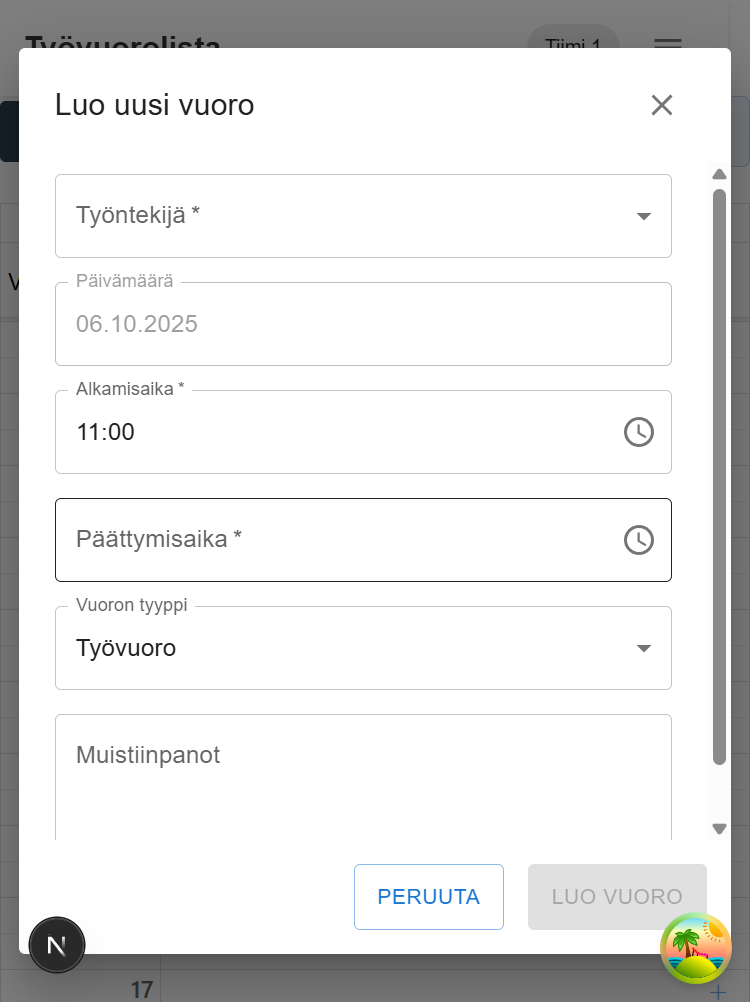 Työvuorolista
Tiimi 1
Luo uusi vuoro
Työntekijä *
Päivämäärä
06.10.2025
Alkamisaika *
11:00
Päättymisaika *
Vuoron tyyppi
Työvuoro
Muistiinpanot
PERUUTA
LUO VUORO
N
17